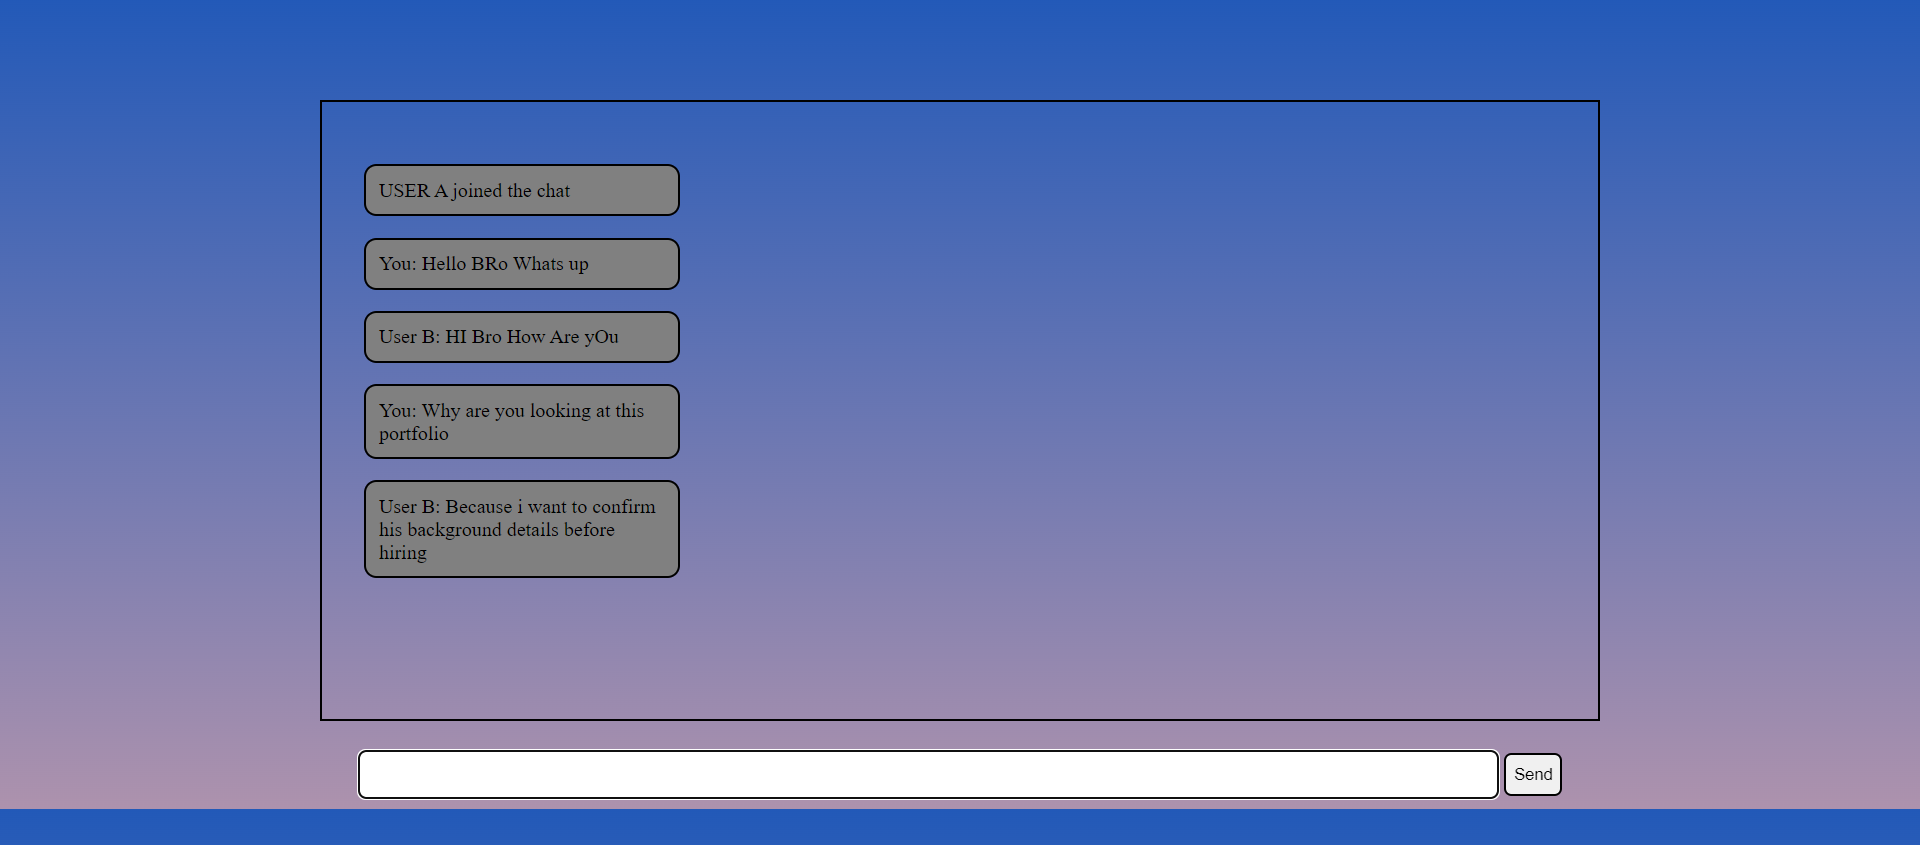 USER A joined the chat
You: Hello BRo Whats up
User B: HI Bro How Are yOu
You: Why are you looking at this
portfolio
User B: Because i want to confirm
his background details before
hiring
Send